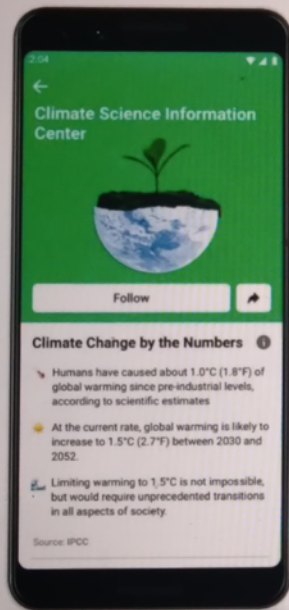 2:04
Climate Science Information
Center
Follow
Climate Change by the Numbers
Humans have caused about 1.0°C (1.8°F) of
global warming since pre-industrial levels,
according to scientific estimates
At the current rate, global warming is likely to
increase to 1.5°C (2.7°F) between 2030 and
2052.
Limiting warming to 1.5°C is not impossible,
but would require unprecedented transitions
in all aspects of society.
Source: IPCC